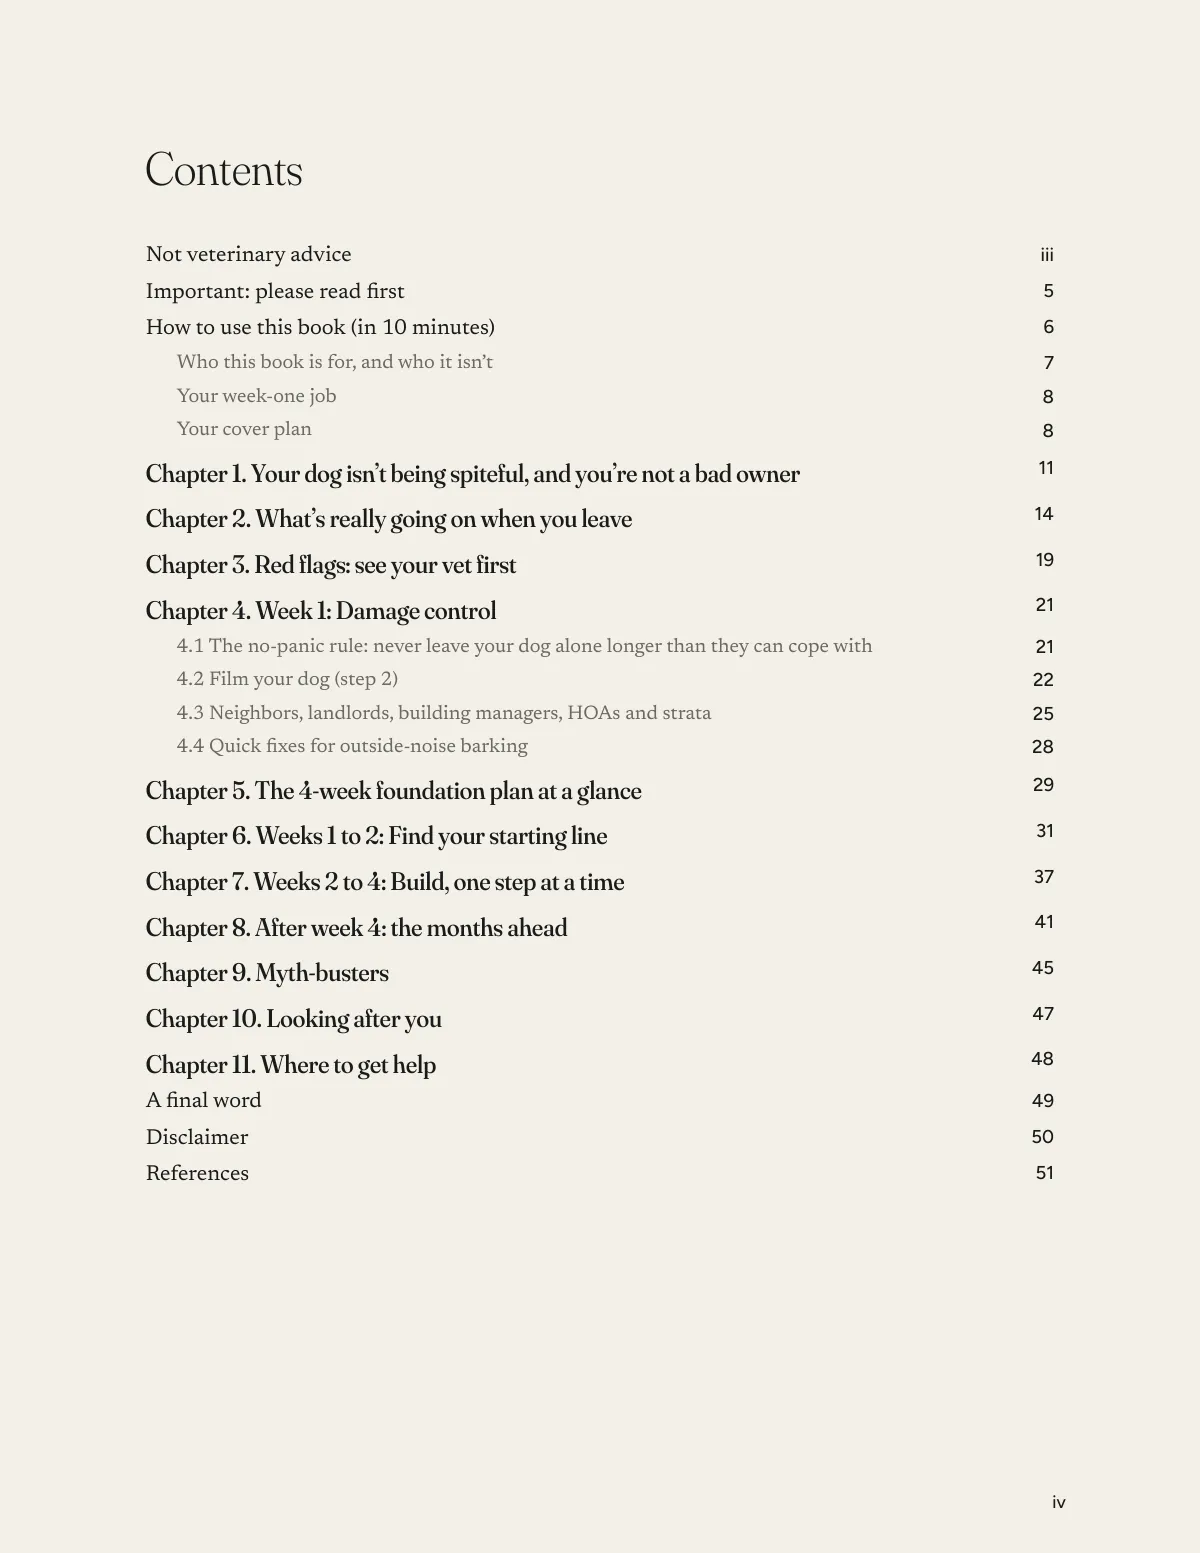 Contents
Not veterinary advice iii
Important: please read first 5
How to use this book (in 10 minutes) 6
Who this book is for, and who it isn’t 7
Your week-one job 8
Your cover plan 8
Chapter 1. Your dog isn’t being spiteful, and you’re not a bad owner 11
Chapter 2. What’s really going on when you leave 14
Chapter 3. Red flags: see your vet first 19
Chapter 4. Week 1: Damage control 21
4.1 The no-panic rule: never leave your dog alone longer than they can cope with 21
4.2 Film your dog (step 2) 22
4.3 Neighbors, landlords, building managers, HOAs and strata 25
4.4 Quick fixes for outside-noise barking 28
Chapter 5. The 4-week foundation plan at a glance 29
Chapter 6. Weeks 1 to 2: Find your starting line 31
Chapter 7. Weeks 2 to 4: Build, one step at a time 37
Chapter 8. After week 4: the months ahead 41
Chapter 9. Myth-busters 45
Chapter 10. Looking after you 47
Chapter 11. Where to get help 48
A final word 49
Disclaimer 50
References 51
iv